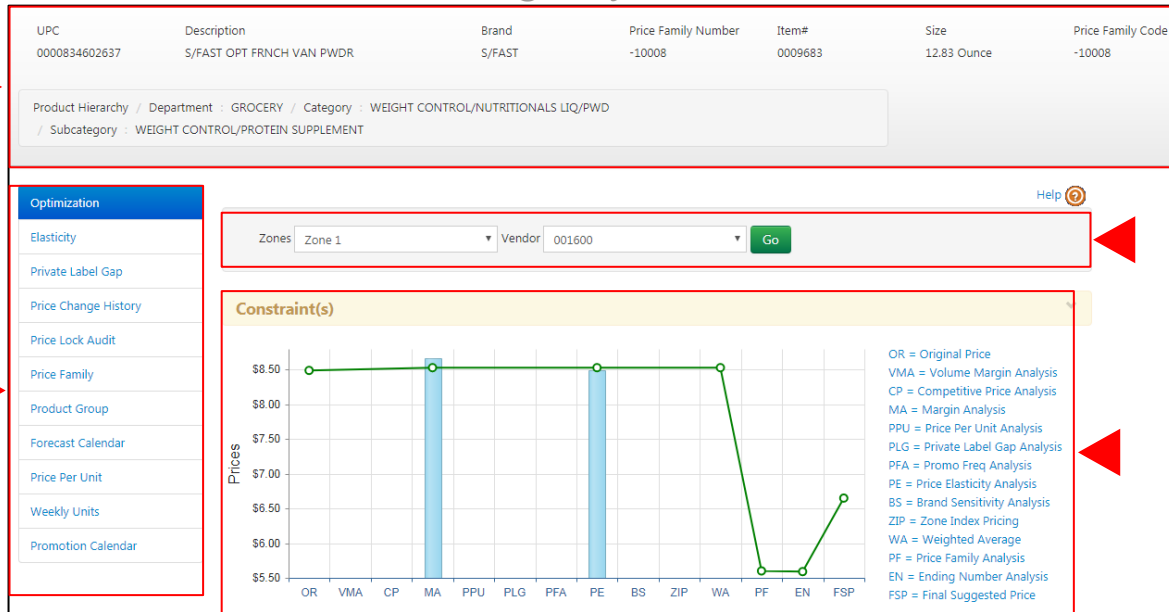 UPC Description Brand Price Family Number Item# Size Price Family Code
0000834602637 S/FAST OPT FRNCH VAN PWDR S/FAST -10008 0009683 12.83 Ounce -10008
Product Hierarchy / Department : GROCERY / Category : WEIGHT CONTROL/NUTRITIONALS LIQ/PWD
/ Subcategory : WEIGHT CONTROL/PROTEIN SUPPLEMENT
Help
Optimization
Elasticity
Private Label Gap
Price Change History
Price Lock Audit
Price Family
Product Group
Forecast Calendar
Price Per Unit
Weekly Units
Promotion Calendar
Zones Zone 1 Vendor 001600 Go
Constraint(s)
Prices
$8.50
$8.00
$7.50
$7.00
$6.50
$6.00
$5.50
OR VMA CP MA PPU PLG PFA PE BS ZIP WA PF EN FSP
OR = Original Price
VMA = Volume Margin Analysis
CP = Competitive Price Analysis
MA = Margin Analysis
PPU = Price Per Unit Analysis
PLG = Private Label Gap Analysis
PFA = Promo Freq Analysis
PE = Price Elasticity Analysis
BS = Brand Sensitivity Analysis
ZIP = Zone Index Pricing
WA = Weighted Average
PF = Price Family Analysis
EN = Ending Number Analysis
FSP = Final Suggested Price